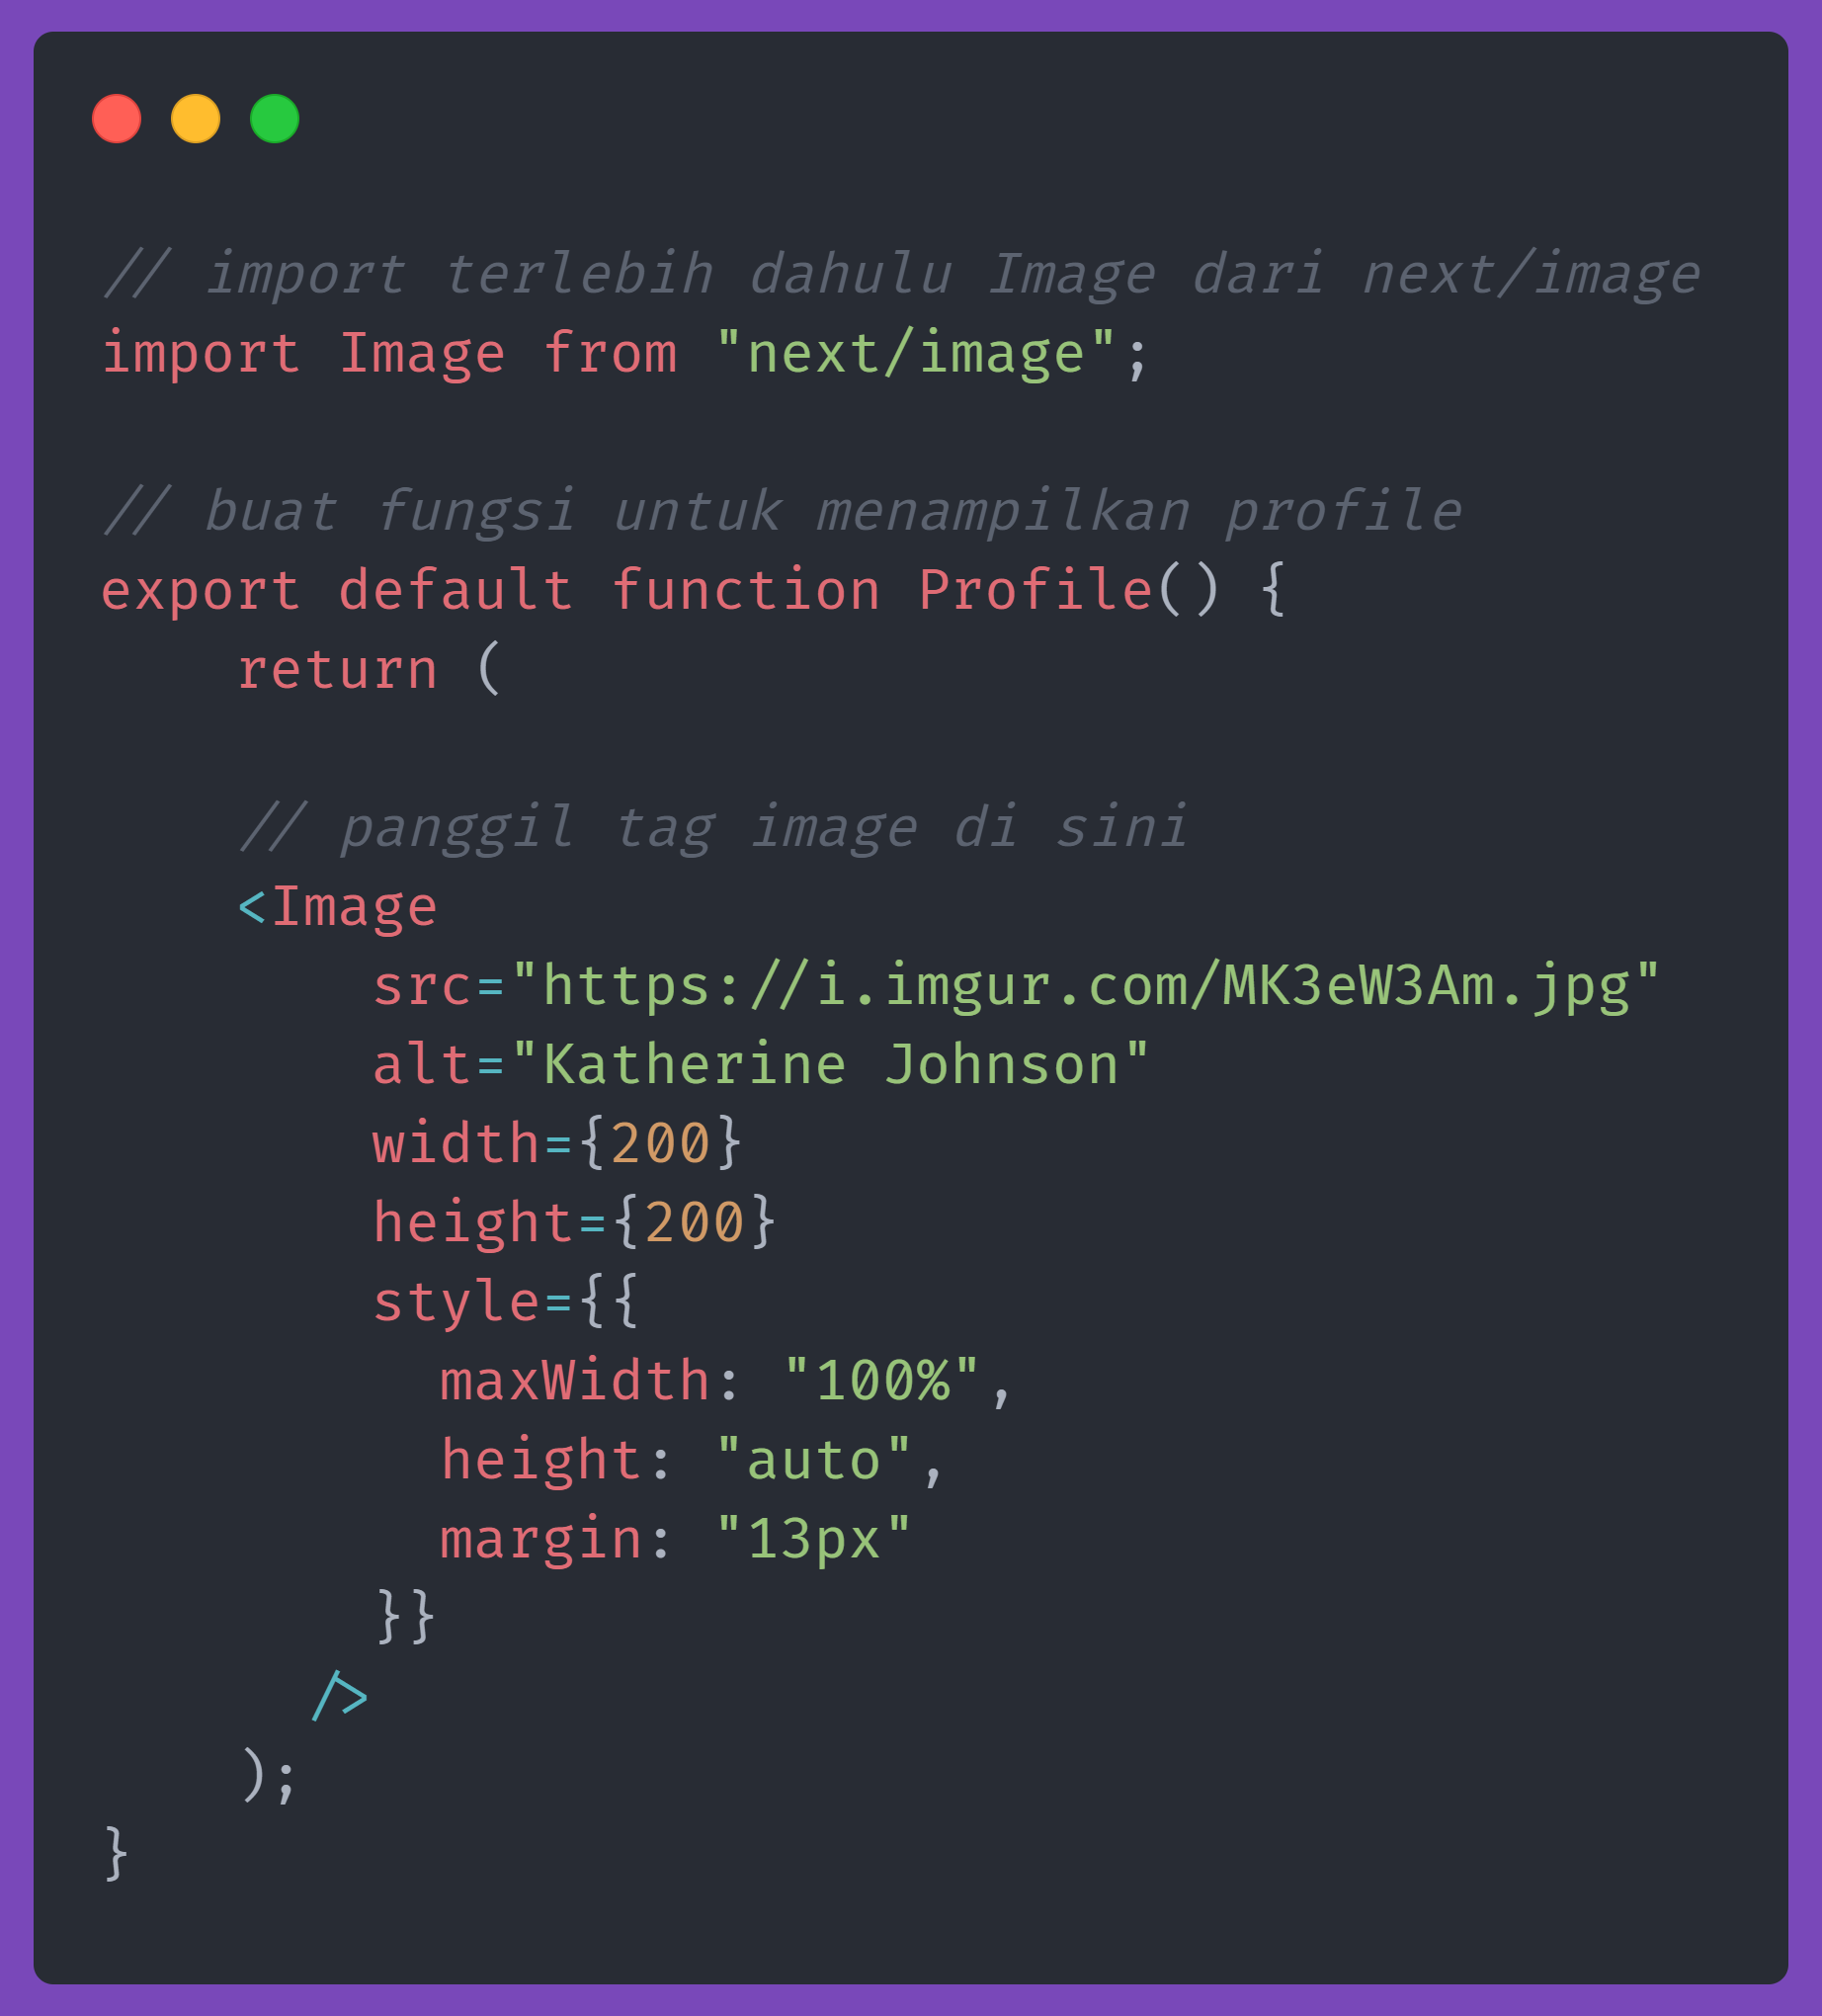 // import terlebih dahulu Image dari next/image
import Image from "next/image";
// buat fungsi untuk menampilkan profile
export default function Profile() {
return (
// panggil tag image di sini
<Image
src="https://i.imgur.com/MK3eW3Am.jpg"
alt="Katherine Johnson"
width={200}
height={200}
style={{
maxWidth: "100%",
height: "auto",
margin: "13px"
}}
/>
);
}